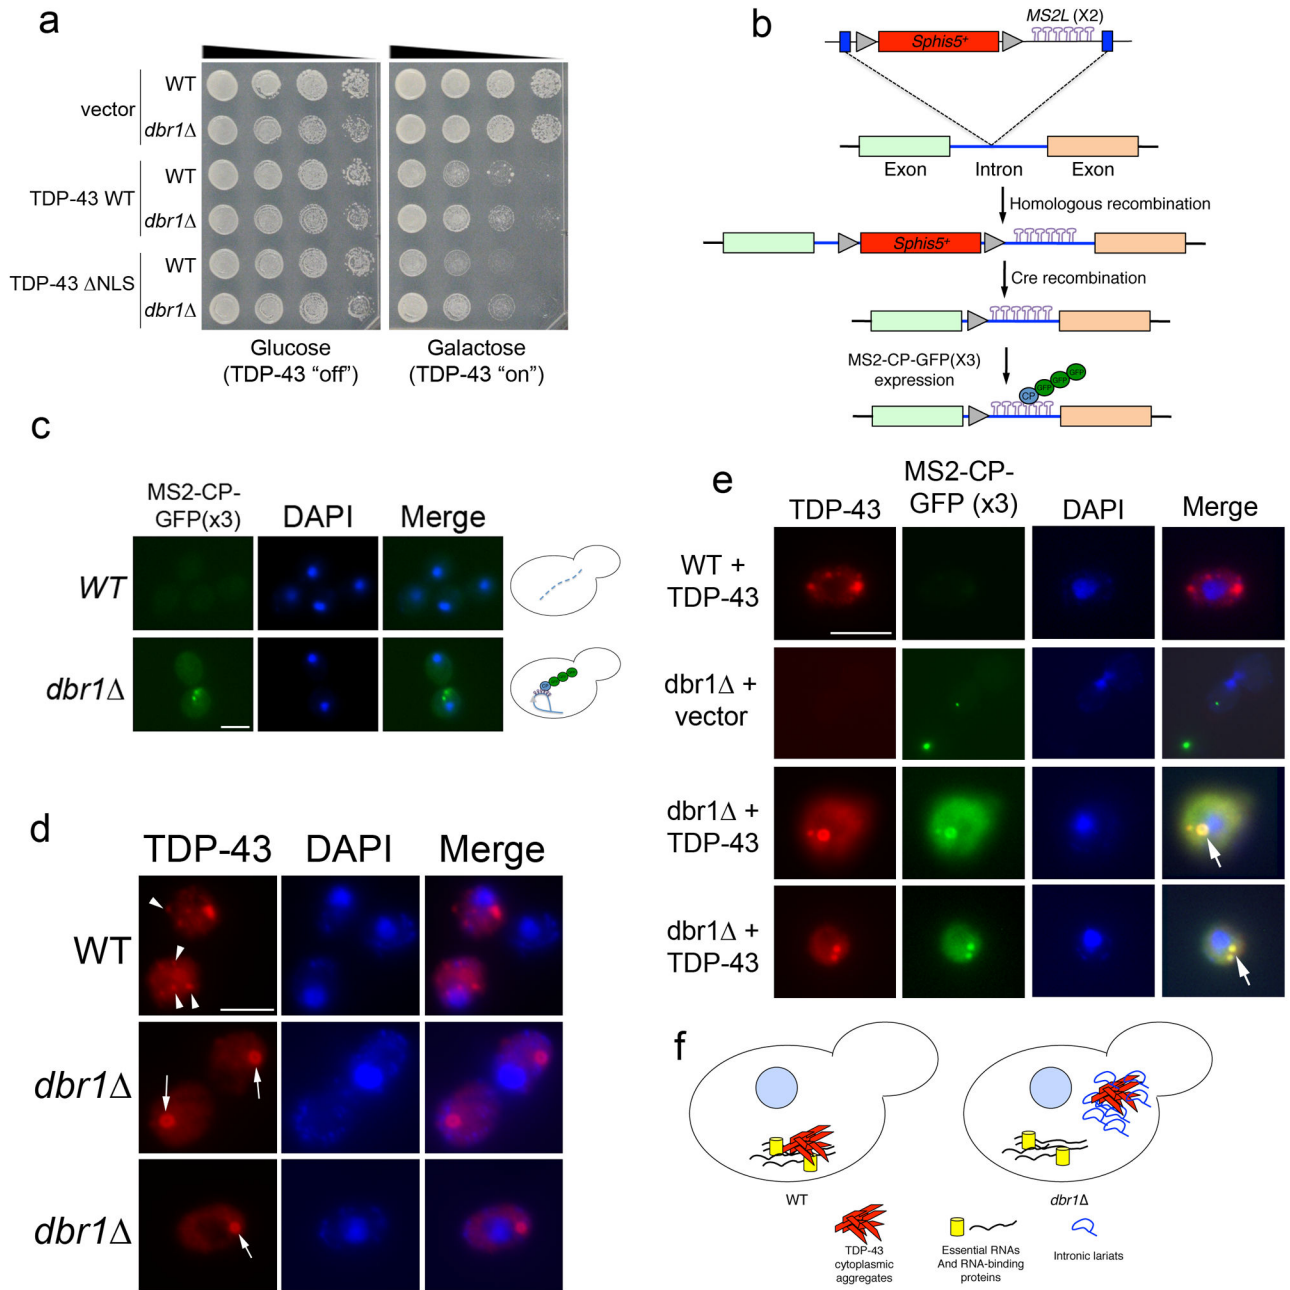 a
vector
WT
dbr1Δ
TDP-43 WT
WT
dbr1Δ
TDP-43 ΔNLS
WT
dbr1Δ
Glucose
(TDP-43 “off”)
Galactose
(TDP-43 “on”)
b
MS2L (X2)
Sphis5+
Exon
Intron
Exon
Homologous recombination
Sphis5+
Cre recombination
MS2-CP-GFP(X3)
expression
CP
GFP
GFP
GFP
c
MS2-CP-
GFP(x3)
DAPI
Merge
WT
dbr1Δ
d
TDP-43
DAPI
Merge
WT
dbr1Δ
dbr1Δ
e
TDP-43
MS2-CP-
GFP (x3)
DAPI
Merge
WT +
TDP-43
dbr1Δ +
vector
dbr1Δ +
TDP-43
dbr1Δ +
TDP-43
f
WT
dbr1Δ
TDP-43
cytoplasmic
aggregates
Essential RNAs
And RNA-binding
proteins
Intronic lariats